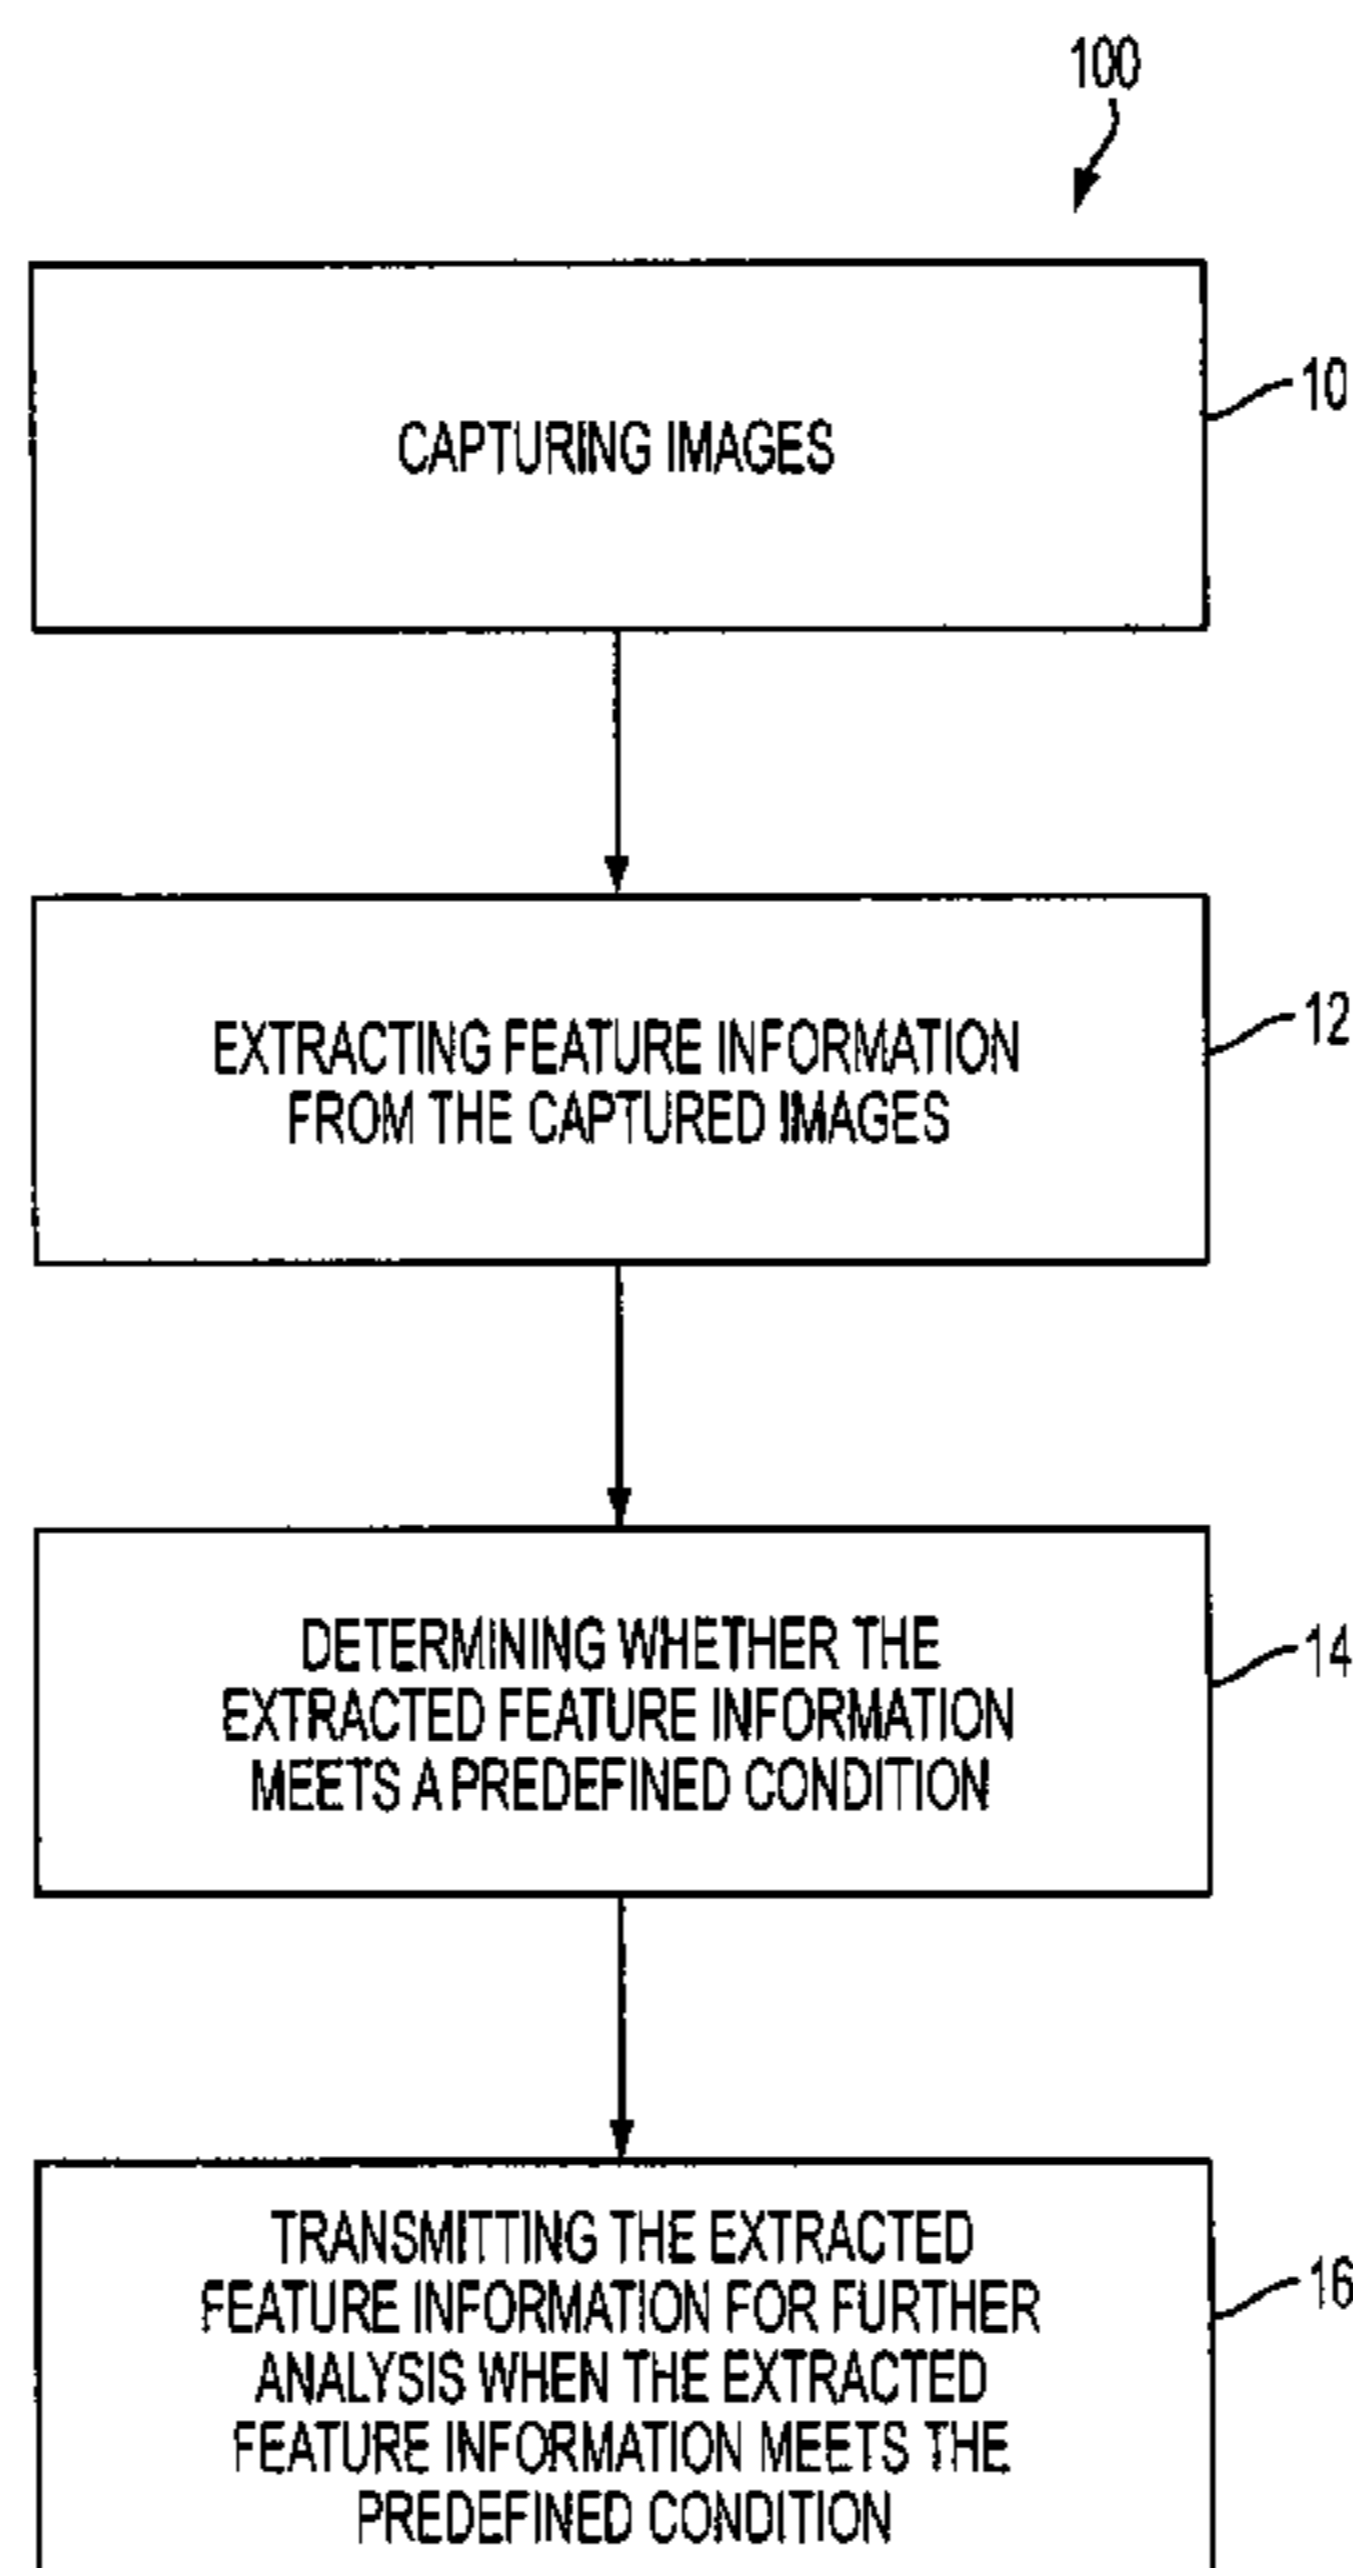 100
CAPTURING IMAGES
10
EXTRACTING FEATURE INFORMATION
FROM THE CAPTURED IMAGES
12
DETERMINING WHETHER THE
EXTRACTED FEATURE INFORMATION
MEETS A PREDEFINED CONDITION
14
TRANSMITTING THE EXTRACTED
FEATURE INFORMATION FOR FURTHER
ANALYSIS WHEN THE EXTRACTED
FEATURE INFORMATION MEETS THE
PREDEFINED CONDITION
16